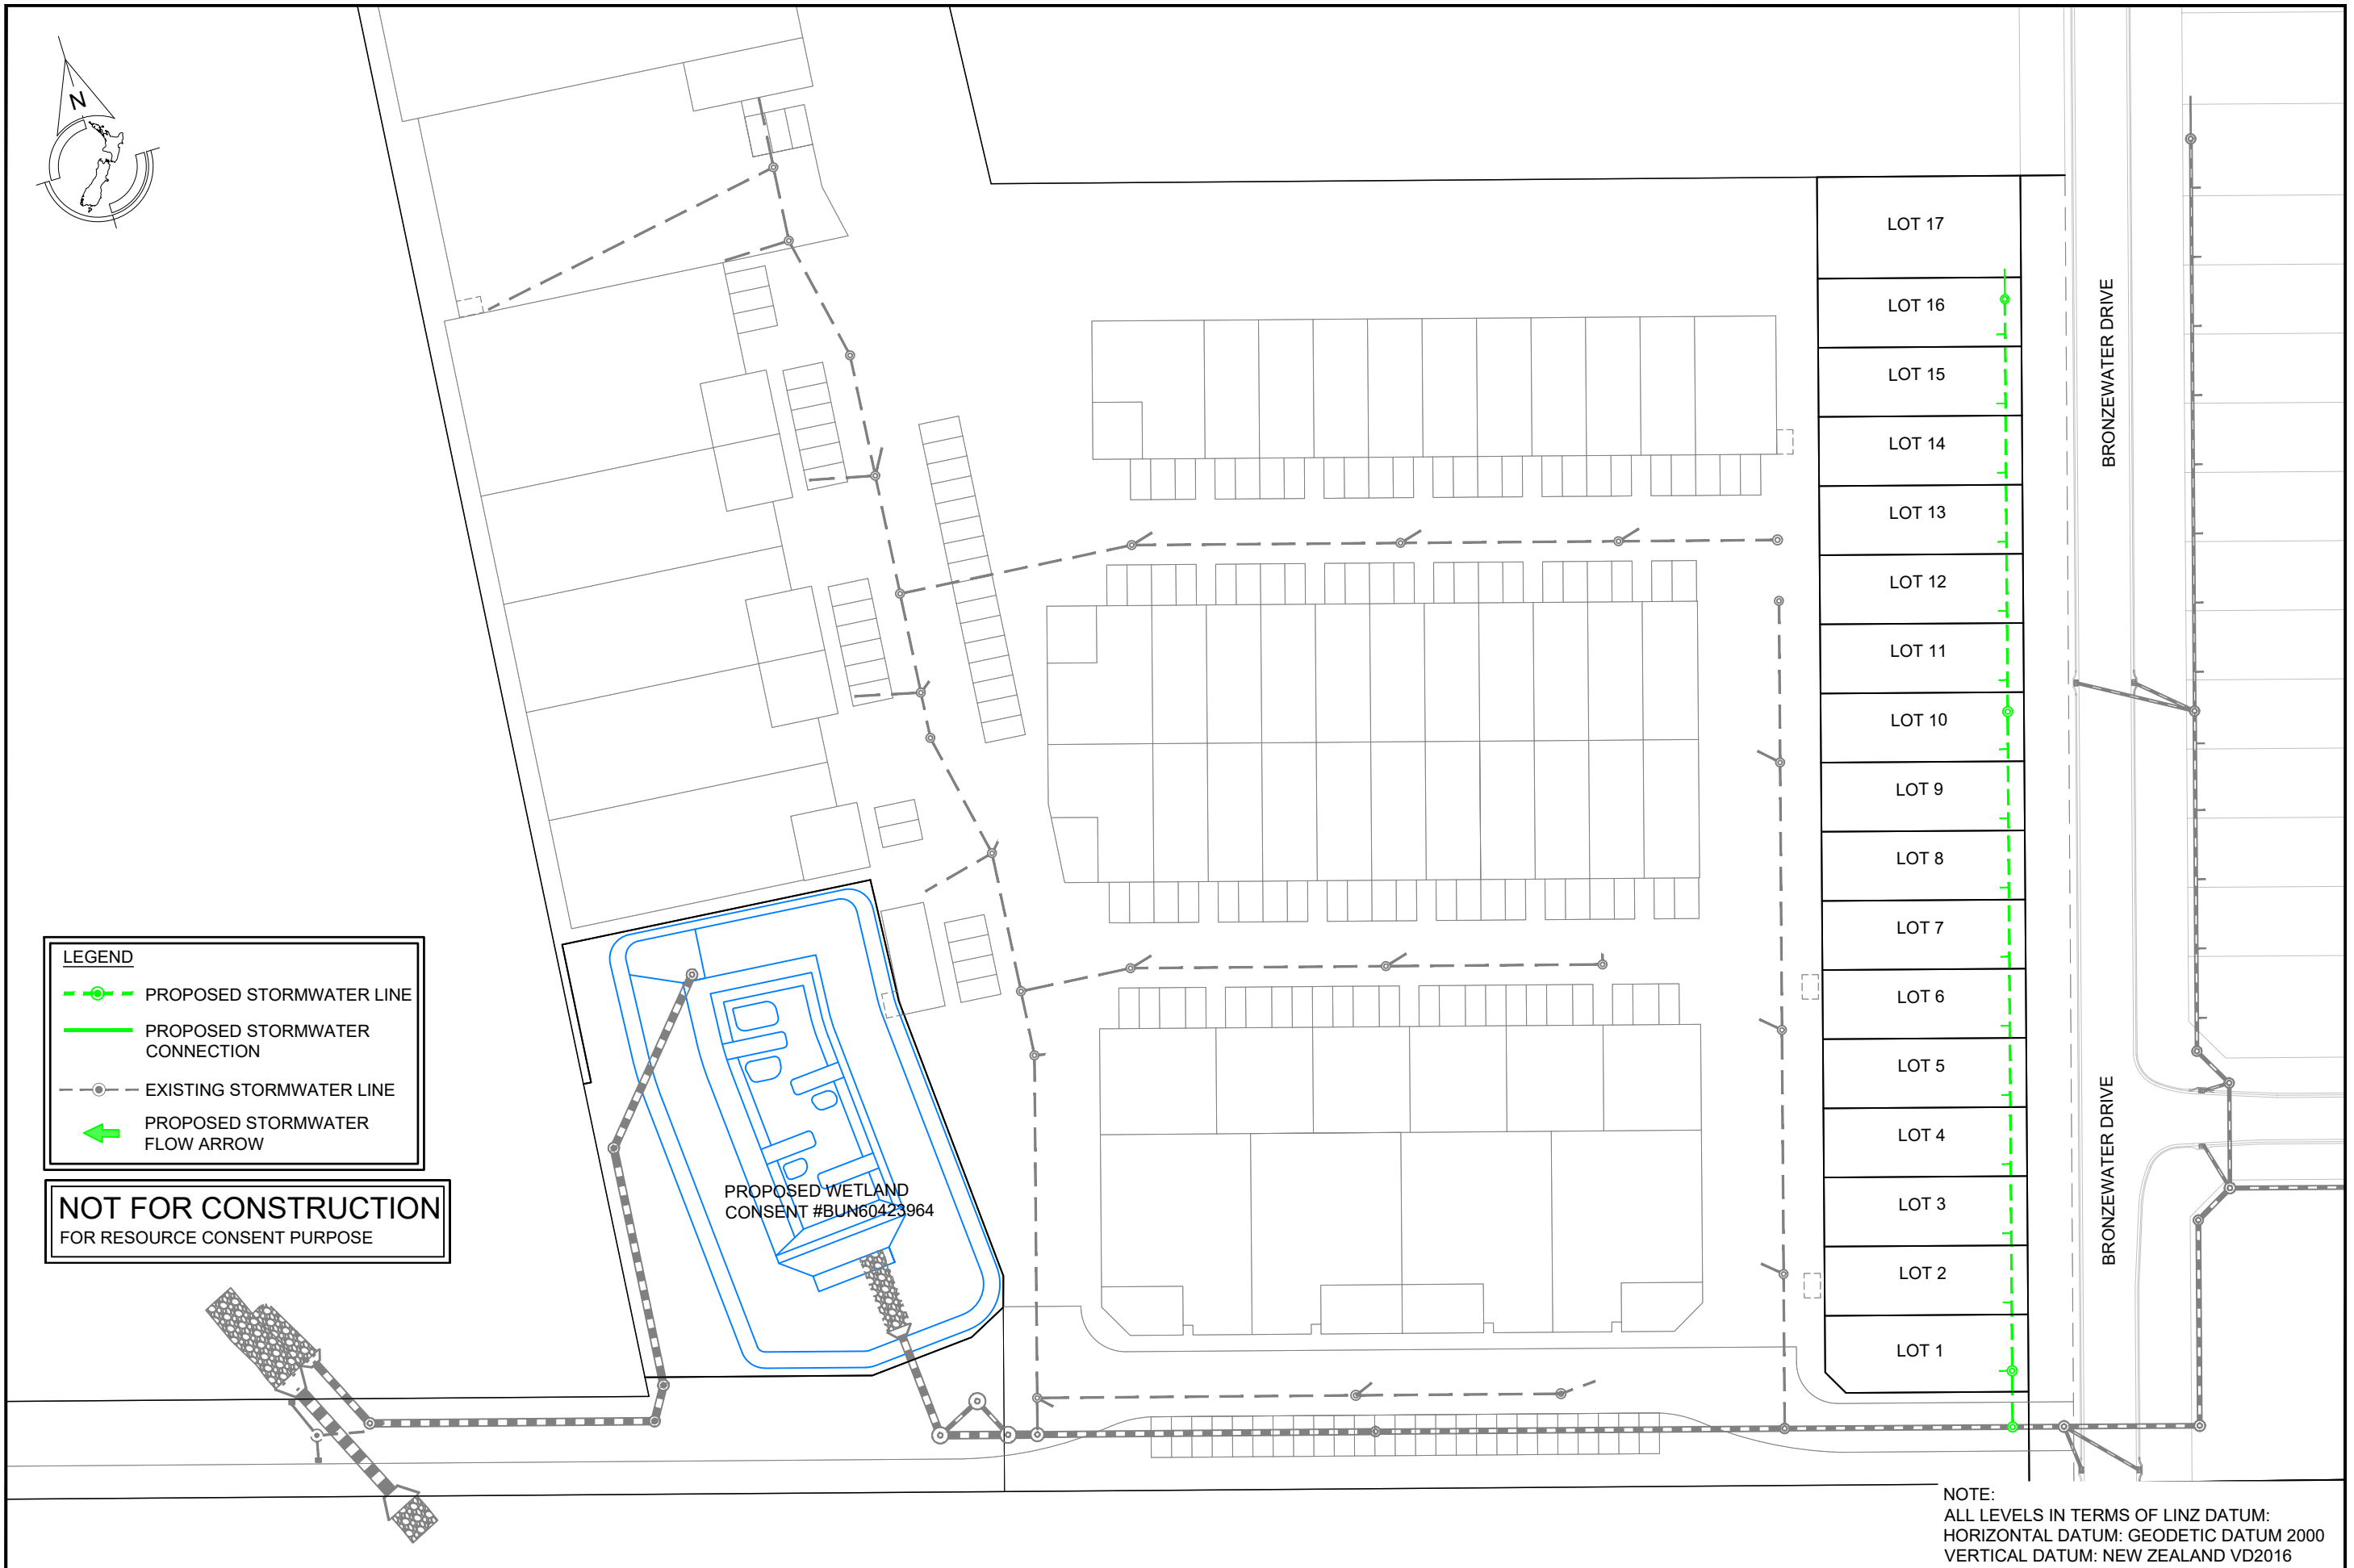 N
LOT 17
LOT 16
LOT 15
LOT 14
LOT 13
LOT 12
LOT 11
LOT 10
LOT 9
LOT 8
LOT 7
LOT 6
LOT 5
LOT 4
LOT 3
LOT 2
LOT 1
BRONZEWATER DRIVE
BRONZEWATER DRIVE
LEGEND
PROPOSED STORMWATER LINE
PROPOSED STORMWATER
CONNECTION
EXISTING STORMWATER LINE
PROPOSED STORMWATER
FLOW ARROW
NOT FOR CONSTRUCTION
FOR RESOURCE CONSENT PURPOSE
PROPOSED WETLAND
CONSENT #BUN60423964
NOTE:
ALL LEVELS IN TERMS OF LINZ DATUM:
HORIZONTAL DATUM: GEODETIC DATUM 2000
VERTICAL DATUM: NEW ZEALAND VD2016